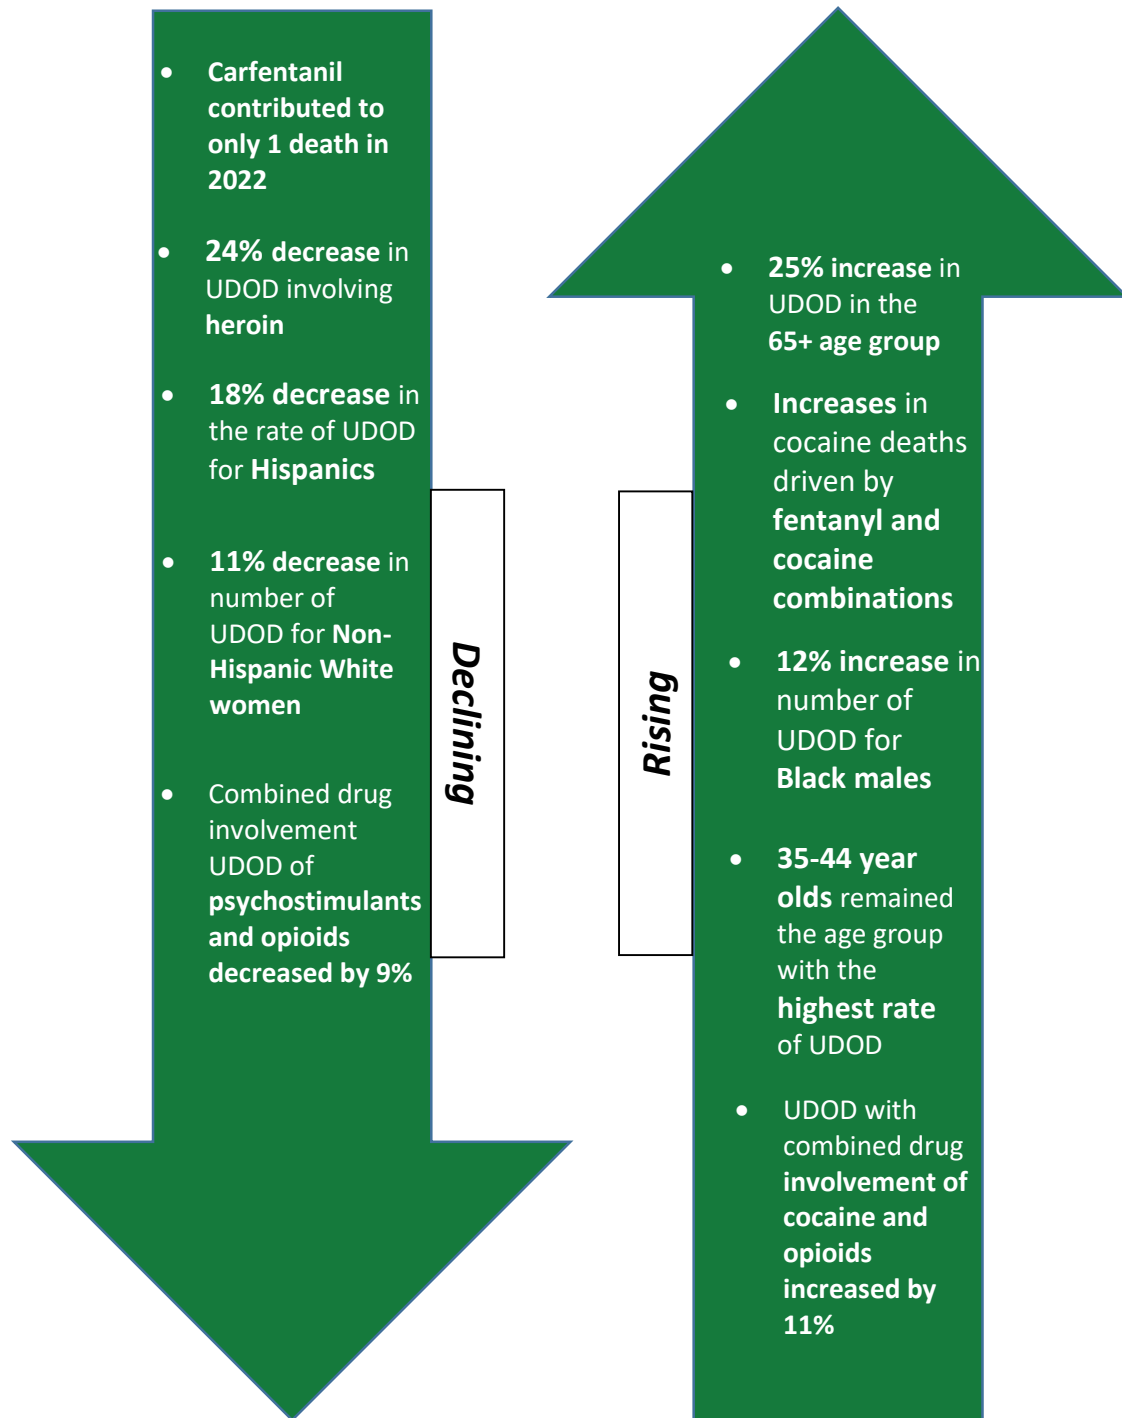 • Carfentanil
contributed to
only 1 death in
2022
• 24% decrease in
UDOD involving
heroin
• 18% decrease in
the rate of UDOD
for Hispanics
• 11% decrease in
number of
UDOD for Non-
Hispanic White
women
• Combined drug
involvement
UDOD of
psychostimulants
and opioids
decreased by 9%
Declining
Rising
• 25% increase in
UDOD in the
65+ age group
• Increases in
cocaine deaths
driven by
fentanyl and
cocaine
combinations
• 12% increase in
number of
UDOD for
Black males
• 35-44 year
olds remained
the age group
with the
highest rate
of UDOD
• UDOD with
combined drug
involvement of
cocaine and
opioids
increased by
11%